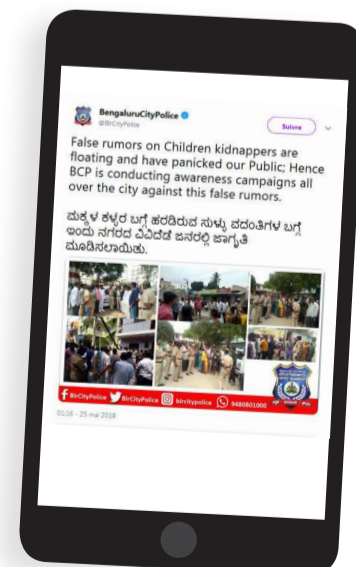 BengaluruCityPolice
@BlrCityPolice
Suivre
False rumors on Children kidnappers are
floating and have panicked our Public; Hence
BCP is conducting awareness campaigns all
over the city against this false rumors.
ಮಕ್ಕಳ ಕಳ್ಳರ ಬಗ್ಗೆ ಹರಡಿರುವ ಸುಳ್ಳು ವದಂತಿಗಳ ಬಗ್ಗೆ
ಇಂದು ನಗರದ ವಿವಿದೆಡೆ ಜನರಲ್ಲಿ ಜಾಗೃತಿ
ಮೂಡಿಸಲಾಯಿತು.
BlrCityPolice BlrCityPolice blrcitypolice 9480801000
01:16 - 25 mai 2018